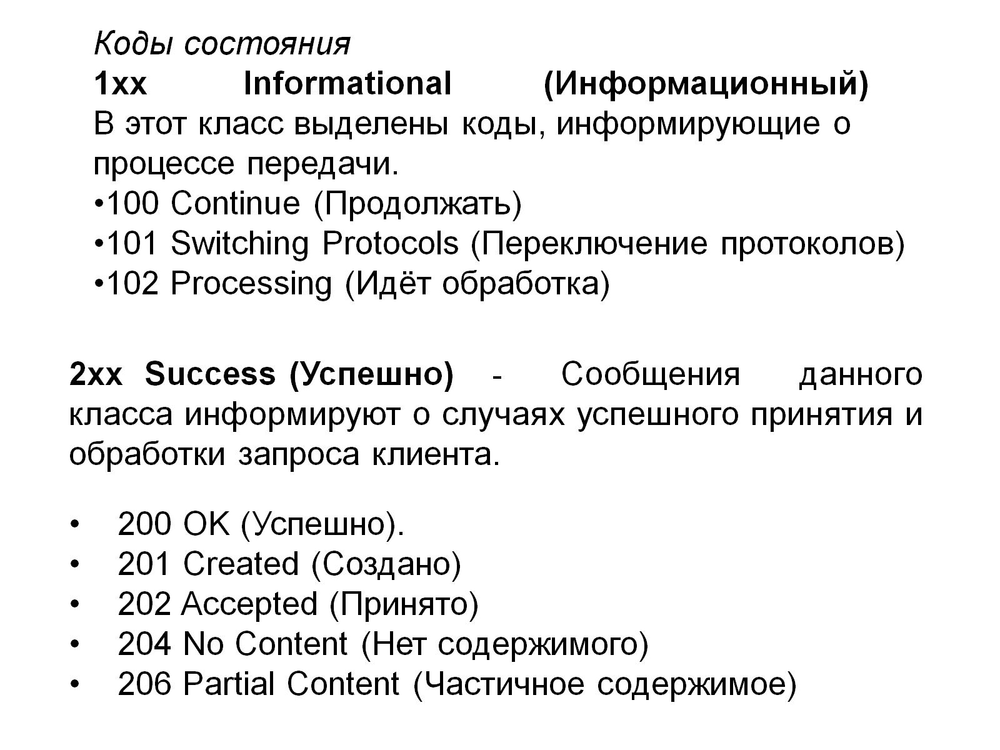 Коды состояния
1xx Informational (Информационный)
В этот класс выделены коды, информирующие о
процессе передачи.
•100 Continue (Продолжать)
•101 Switching Protocols (Переключение протоколов)
•102 Processing (Идёт обработка)
2xx Success (Успешно) - Сообщения данного
класса информируют о случаях успешного принятия и
обработки запроса клиента.
• 200 OK (Успешно).
• 201 Created (Создано)
• 202 Accepted (Принято)
• 204 No Content (Нет содержимого)
• 206 Partial Content (Частичное содержимое)